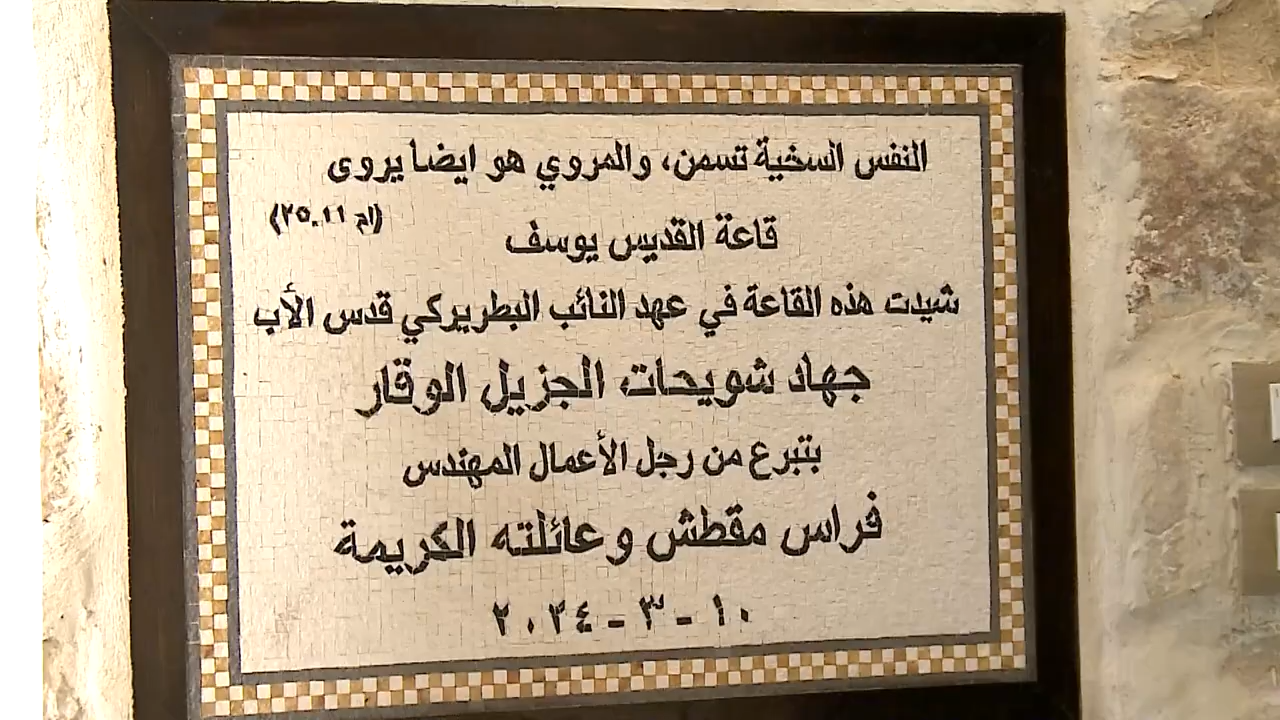 النفس السخية تسمن، والمروي هو ايضا يروى
(ام ١١ .٢٥)
قاعة القديس يوسف
شيدت هذه القاعة في عهد النائب البطريركي قدس الأب
جهاد شويحات الجزيل الوقار
بتبرع من رجل الأعمال المهندس
فراس مقطش وعائلته الكريمة
١٠ - ٣ - ٢٠٢٤